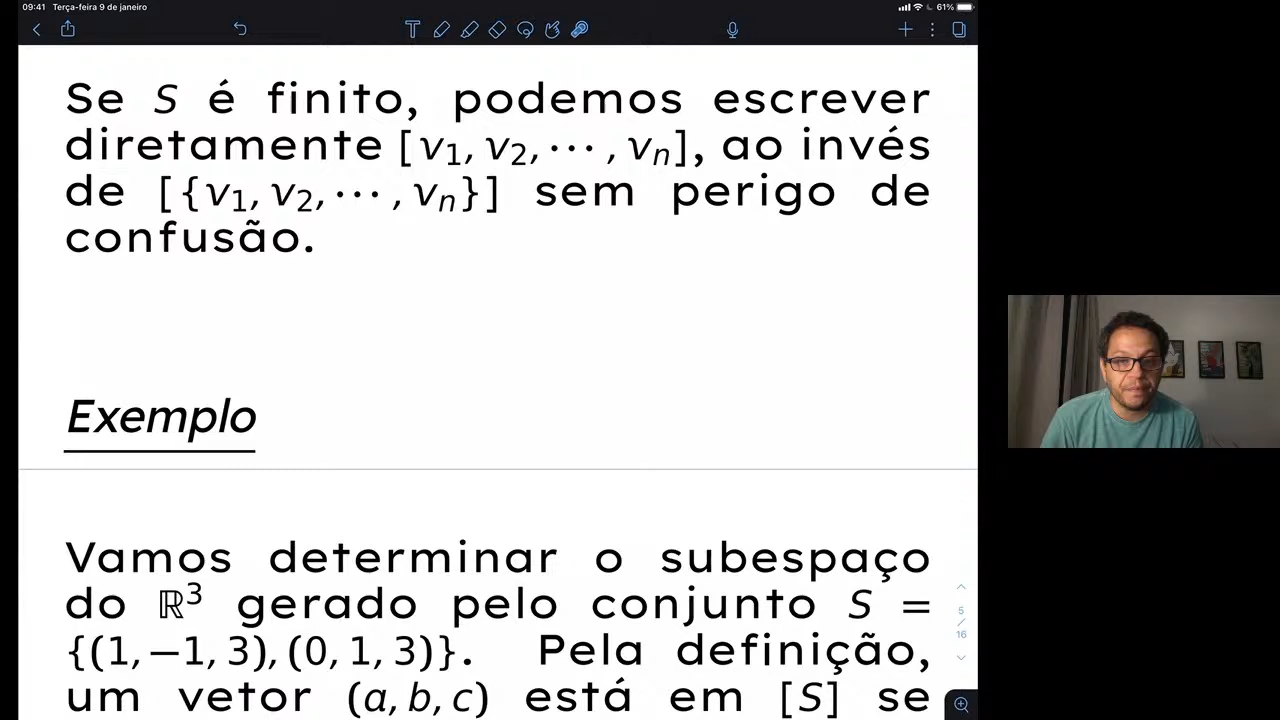 09:41 Terça-feira 9 de janeiro
61%
Se S é finito, podemos escrever
diretamente [v₁, v₂, ⋯ , vₙ], ao invés
de [{v₁, v₂, ⋯ , vₙ}] sem perigo de
confusão.
Exemplo
Vamos determinar o subespaço
do ℝ³ gerado pelo conjunto S =
{(1, −1, 3), (0, 1, 3)}. Pela definição,
um vetor (a, b, c) está em [S] se
5
/
16